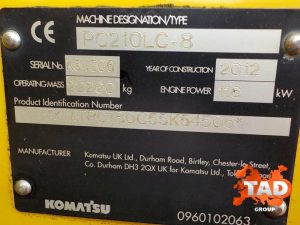 MACHINE DESIGNATION/TYPE
CE PC210LC-8
SERIAL No. YEAR OF CONSTRUCTION 2012
OPERATING MASS kg ENGINE POWER kW
Product Identification Number
MANUFACTURER Komatsu UK Ltd., Durham Road, Birtley, Chester-le-Street,
Co. Durham DH3 2QX UK for Komatsu Ltd
TAD
GROUP
KOMATSU 0960102063